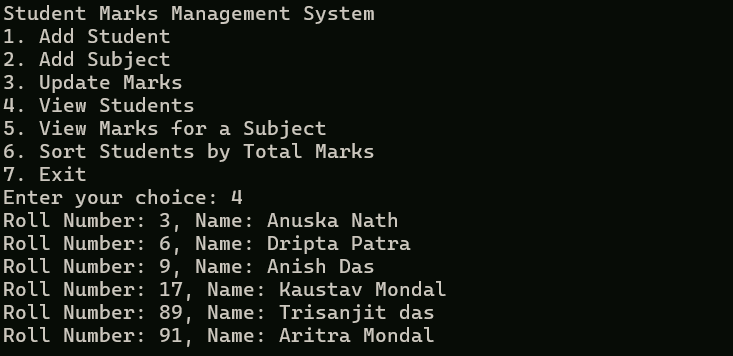 Student Marks Management System
1. Add Student
2. Add Subject
3. Update Marks
4. View Students
5. View Marks for a Subject
6. Sort Students by Total Marks
7. Exit
Enter your choice: 4
Roll Number: 3, Name: Anuska Nath
Roll Number: 6, Name: Dripta Patra
Roll Number: 9, Name: Anish Das
Roll Number: 17, Name: Kaustav Mondal
Roll Number: 89, Name: Trisanjit das
Roll Number: 91, Name: Aritra Mondal